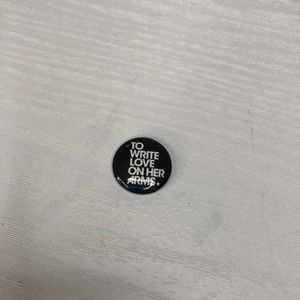 TO
WRITE
LOVE
ON HER
ARMS